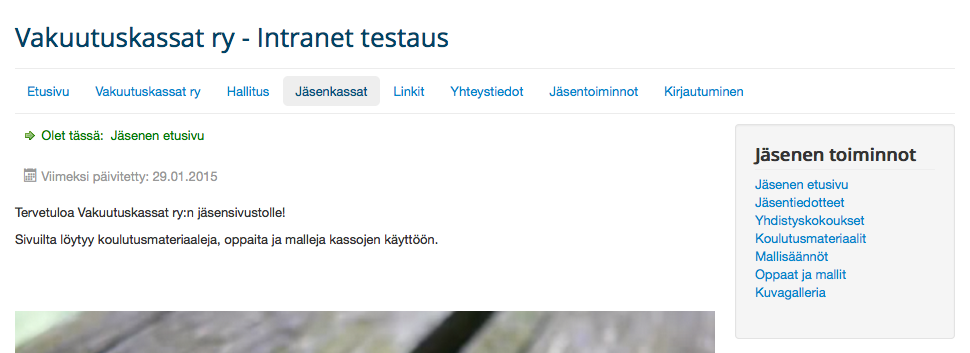 Vakuutuskassat ry - Intranet testaus
Etusivu Vakuutuskassat ry Hallitus Jäsenkassat Linkit Yhteystiedot Jäsentoiminnot Kirjautuminen
Olet tässä: Jäsenen etusivu
Viimeksi päivitetty: 29.01.2015
Tervetuloa Vakuutuskassat ry:n jäsensivustolle!
Sivuilta löytyy koulutusmateriaaleja, oppaita ja malleja kassojen käyttöön.
Jäsenen toiminnot
Jäsenen etusivu
Jäsentiedotteet
Yhdistyskokoukset
Koulutusmateriaalit
Mallisäännöt
Oppaat ja mallit
Kuvagalleria